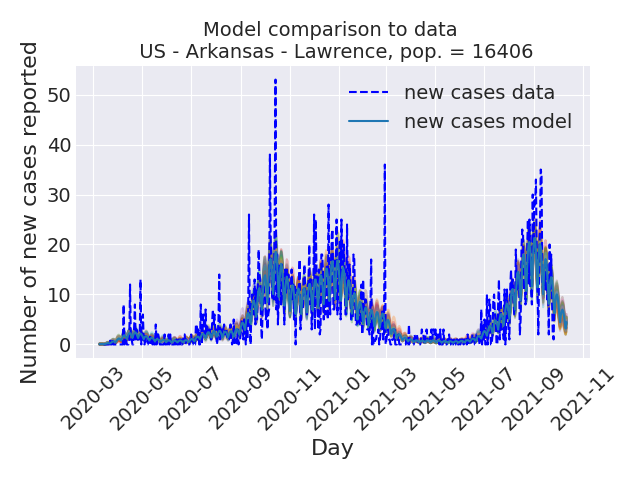 Model comparison to data
US - Arkansas - Lawrence, pop. = 16406
Number of new cases reported
50
40
30
20
10
0
new cases data
new cases model
2020-03
2020-05
2020-07
2020-09
2020-11
2021-01
2021-03
2021-05
2021-07
2021-09
2021-11
Day